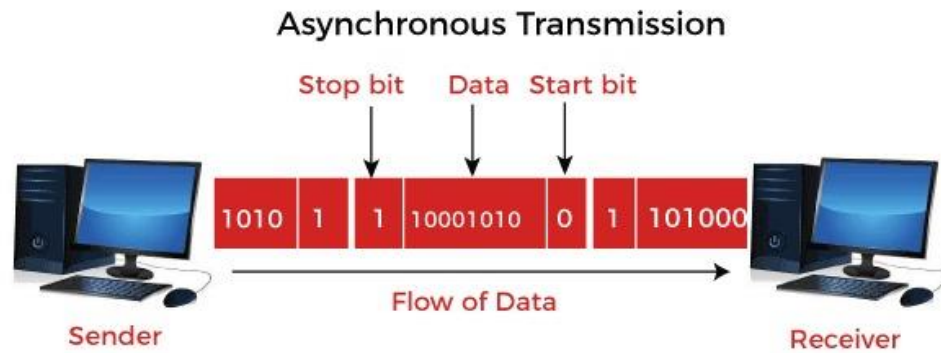 Asynchronous Transmission
Stop bit Data Start bit
1010 1 1 10001010 0 1 101000
Flow of Data
Sender
Receiver